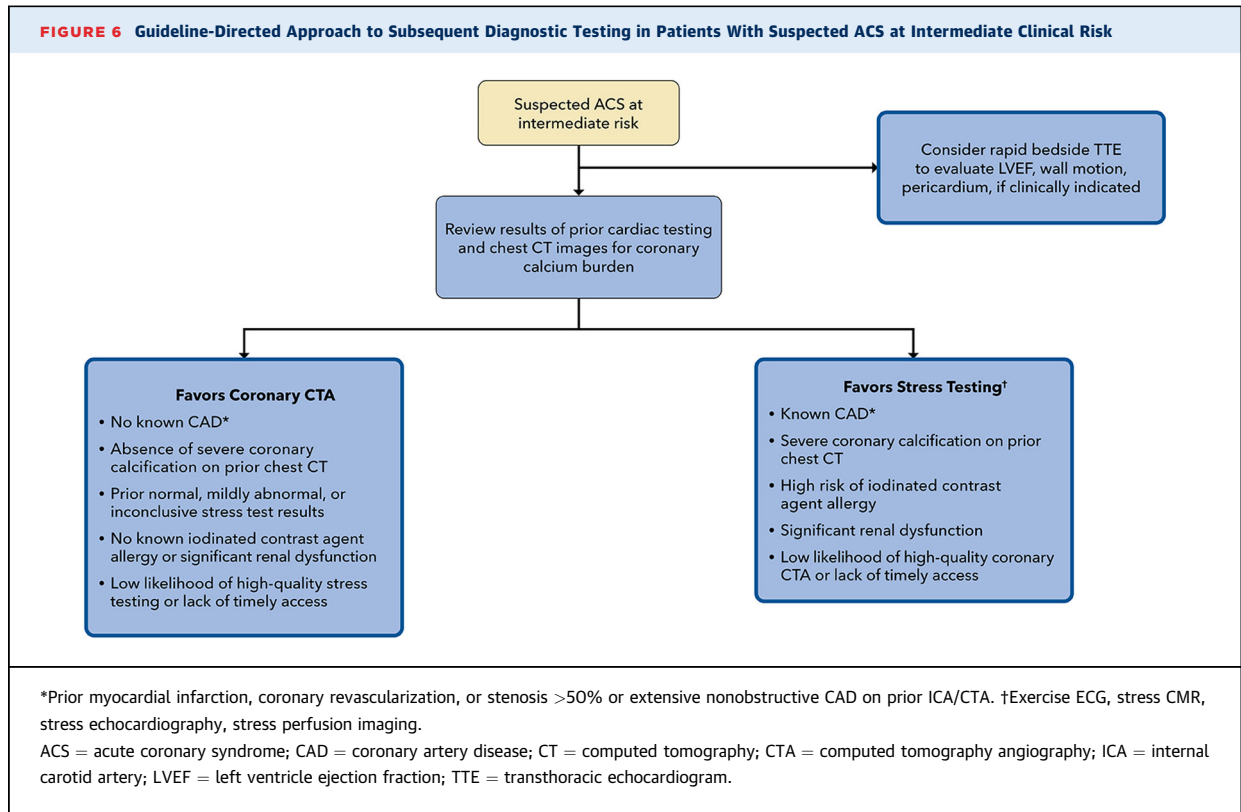 FIGURE 6 Guideline-Directed Approach to Subsequent Diagnostic Testing in Patients With Suspected ACS at Intermediate Clinical Risk
Suspected ACS at
intermediate risk
Consider rapid bedside TTE
to evaluate LVEF, wall motion,
pericardium, if clinically indicated
Review results of prior cardiac testing
and chest CT images for coronary
calcium burden
Favors Coronary CTA
• No known CAD*
• Absence of severe coronary
calcification on prior chest CT
• Prior normal, mildly abnormal, or
inconclusive stress test results
• No known iodinated contrast agent
allergy or significant renal dysfunction
• Low likelihood of high-quality stress
testing or lack of timely access
Favors Stress Testing†
• Known CAD*
• Severe coronary calcification on prior
chest CT
• High risk of iodinated contrast
agent allergy
• Significant renal dysfunction
• Low likelihood of high-quality coronary
CTA or lack of timely access
*Prior myocardial infarction, coronary revascularization, or stenosis >50% or extensive nonobstructive CAD on prior ICA/CTA. †Exercise ECG, stress CMR,
stress echocardiography, stress perfusion imaging.
ACS = acute coronary syndrome; CAD = coronary artery disease; CT = computed tomography; CTA = computed tomography angiography; ICA = internal
carotid artery; LVEF = left ventricle ejection fraction; TTE = transthoracic echocardiogram.